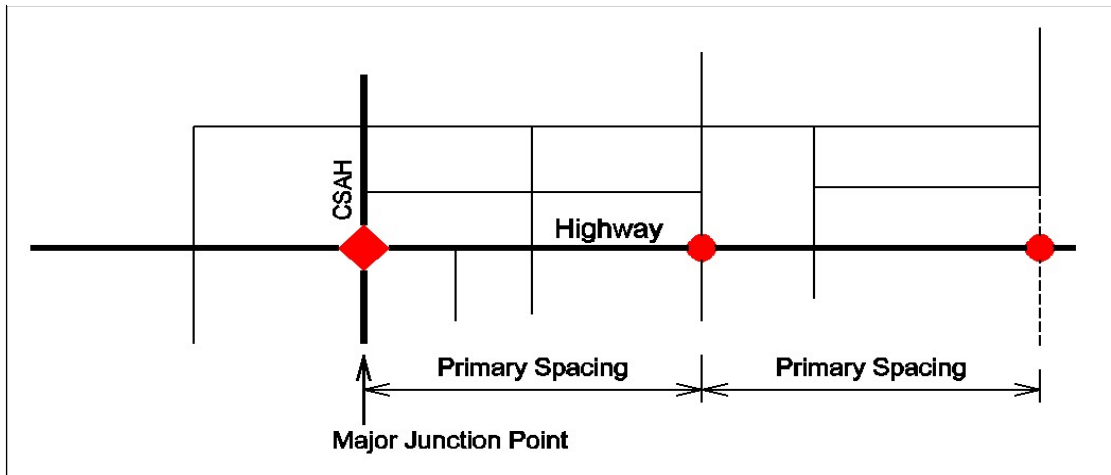 CSAH
Highway
Primary Spacing
Primary Spacing
Major Junction Point